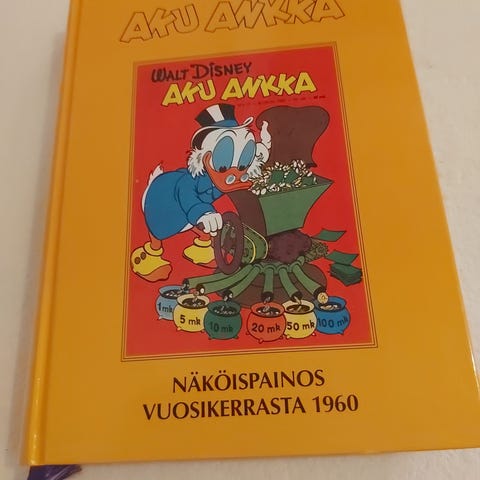 AKU ANKKA
WALT DISNEY
AKU ANKKA
1 mk
5 mk
10 mk
20 mk
50 mk
100 mk
NÄKÖISPAINOS
VUOSIKERRASTA 1960